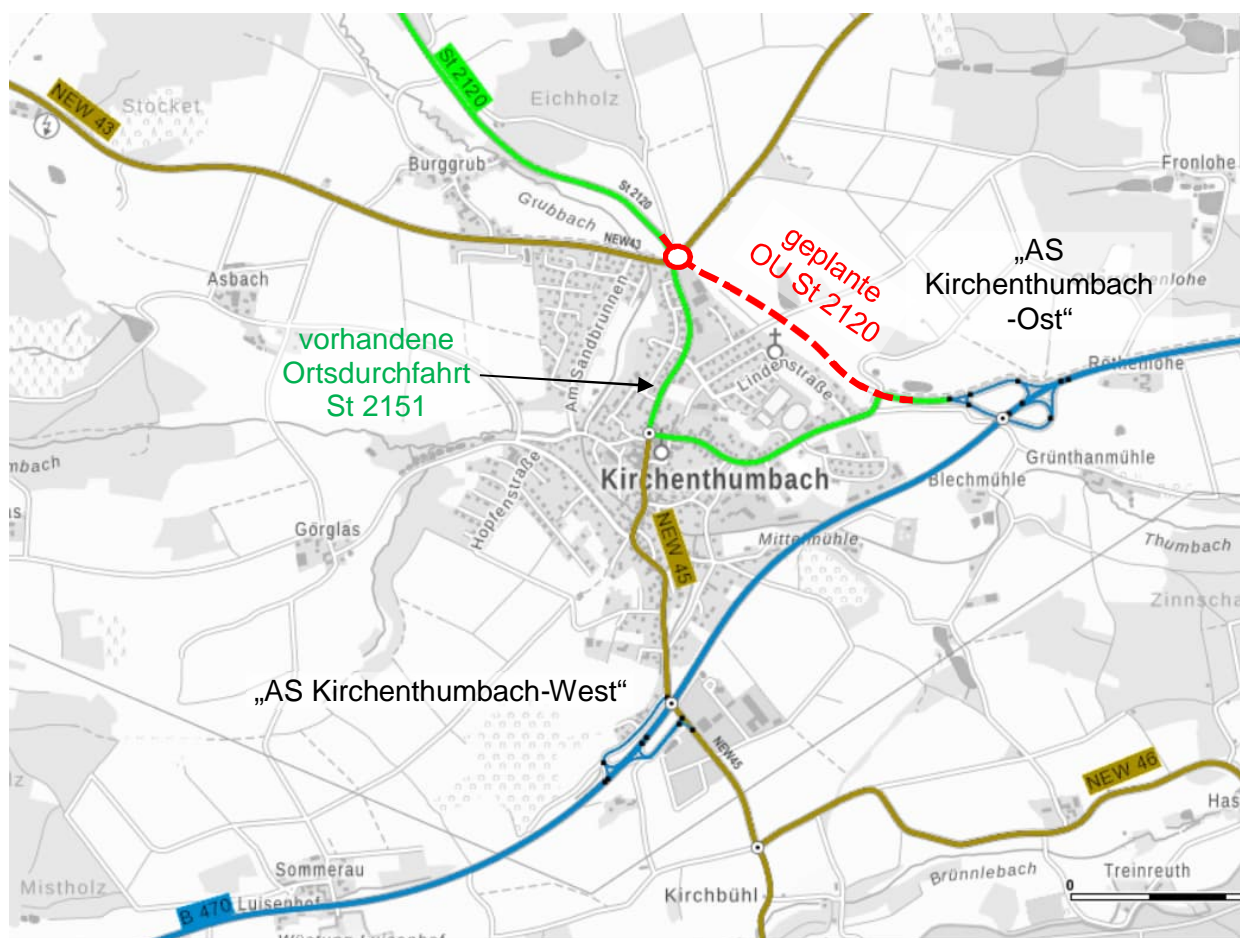 St 2120
Eichholz
Stocket
NEW 43
Burggrub
Fronlohe
St 2120
Grubbach
NEW43
geplante
OU St 2120
„AS
Kirchenthumbach
-Ost“
Asbach
Am Sandbrunnen
vorhandene
Ortsdurchfahrt
St 2151
Lindenstraße
Röthenlohe
Kirchenthumbach
Grünthanmühle
Blechmühle
Hopfenstraße
Görglas
NEW 45
Mittelmühle
Thumbach
Zinnscha
„AS Kirchenthumbach-West“
NEW45
NEW 46
Has
Sommerau
Mistholz
B 470
Luisenhof
Kirchbühl
Brünnlebach
Treinreuth
0